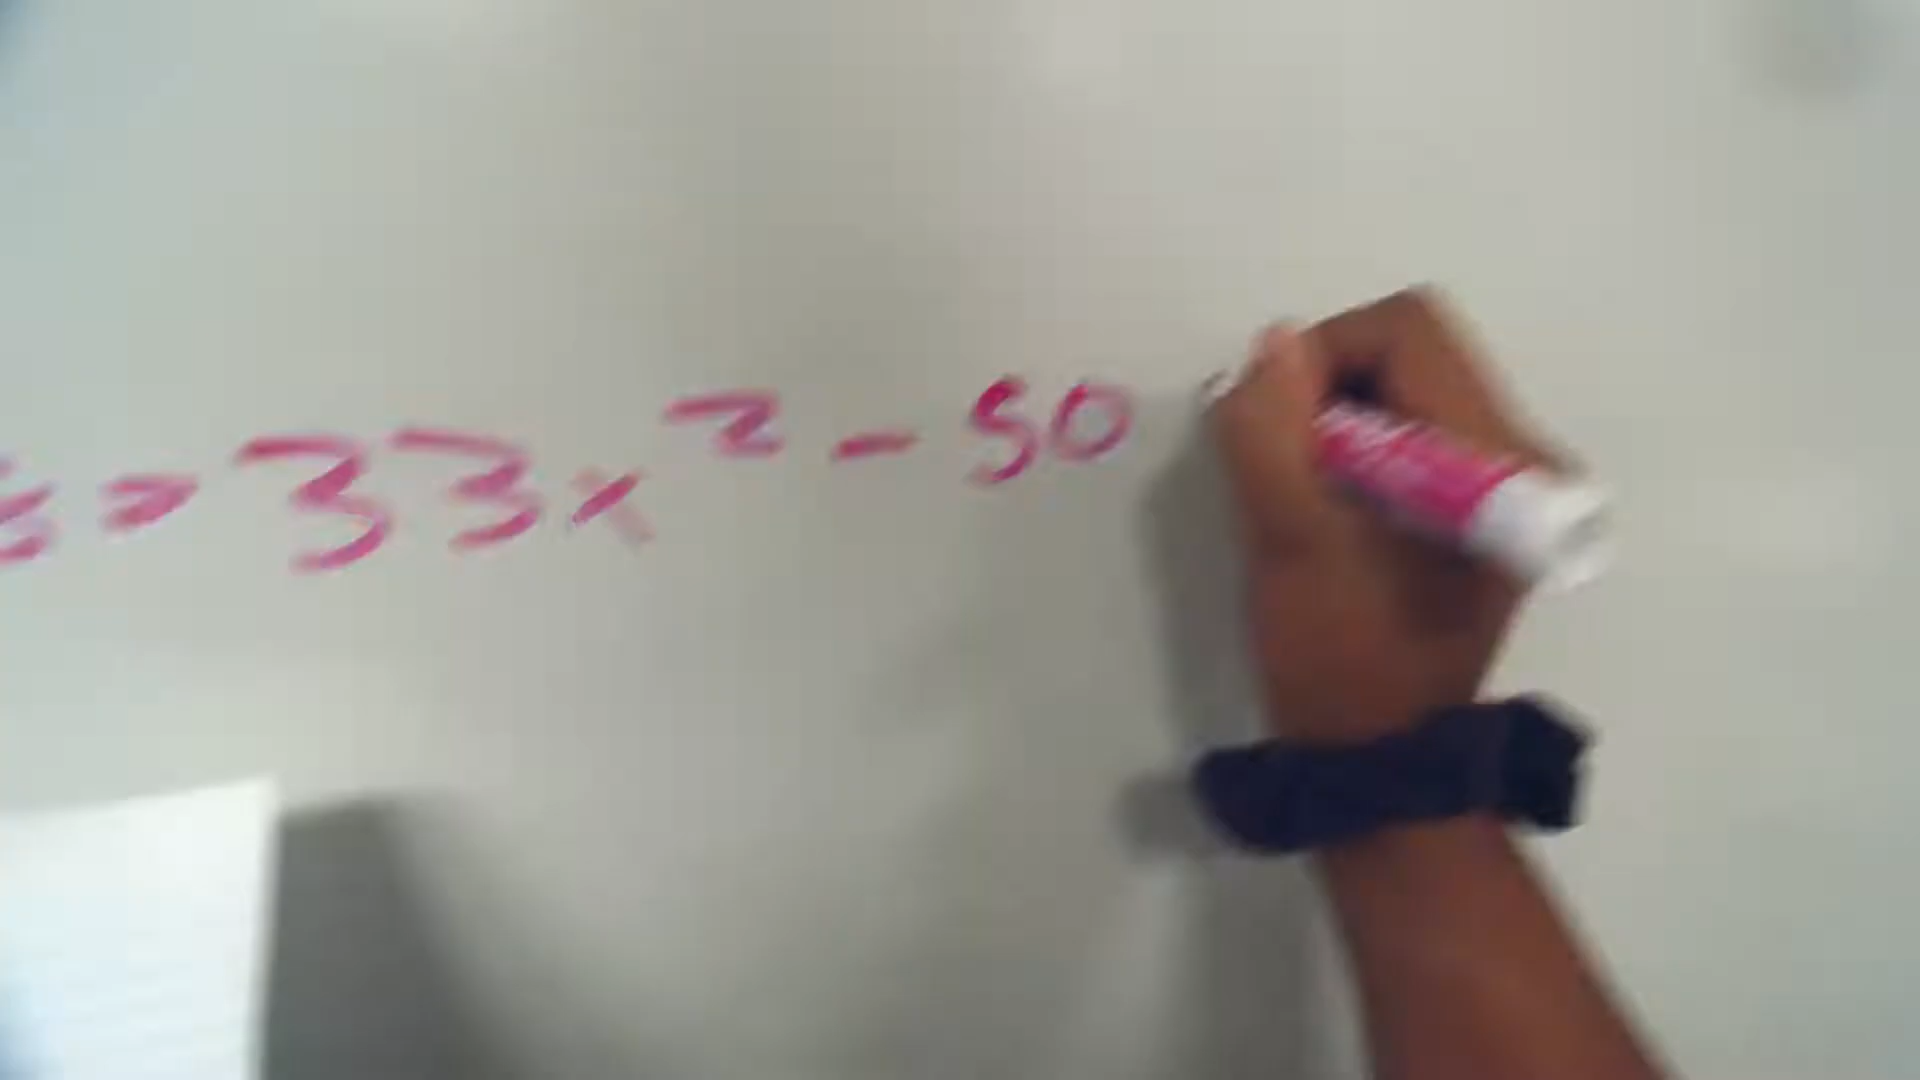 = 33x² - 50